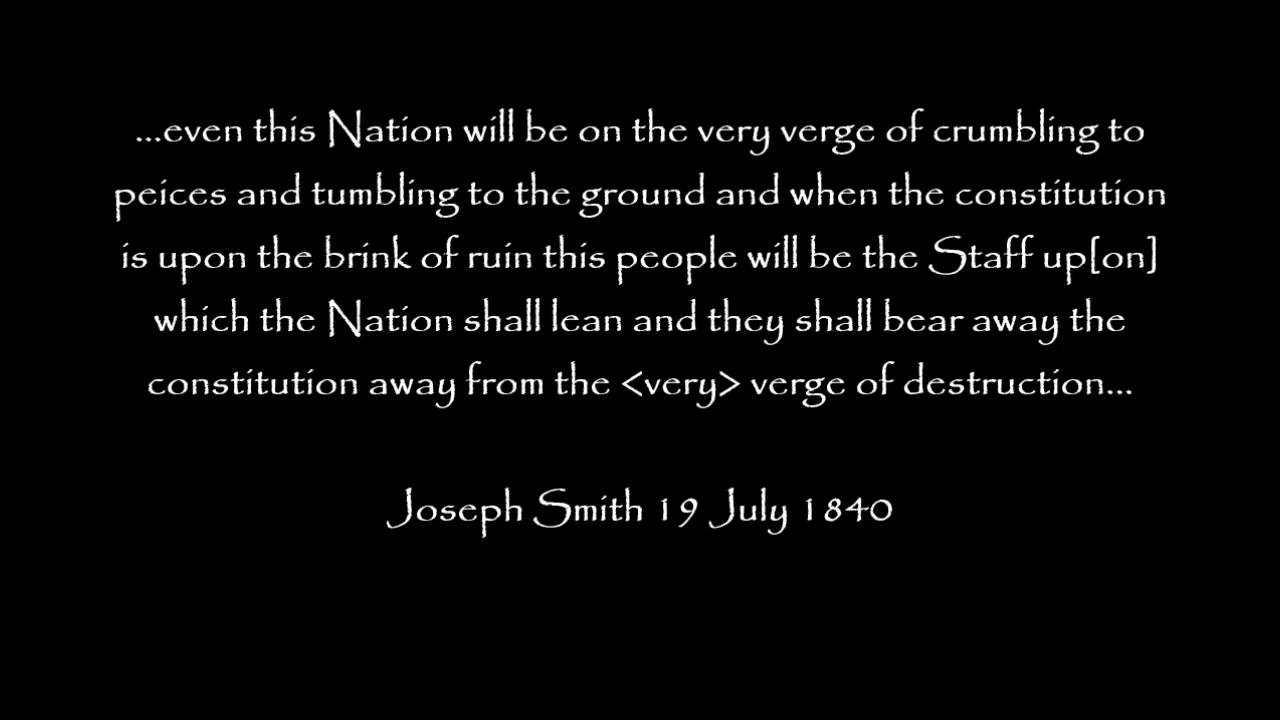 ...even this Nation will be on the very verge of crumbling to
peices and tumbling to the ground and when the constitution
is upon the brink of ruin this people will be the Staff up[on]
which the Nation shall lean and they shall bear away the
constitution away from the <very> verge of destruction...
Joseph Smith 19 July 1840